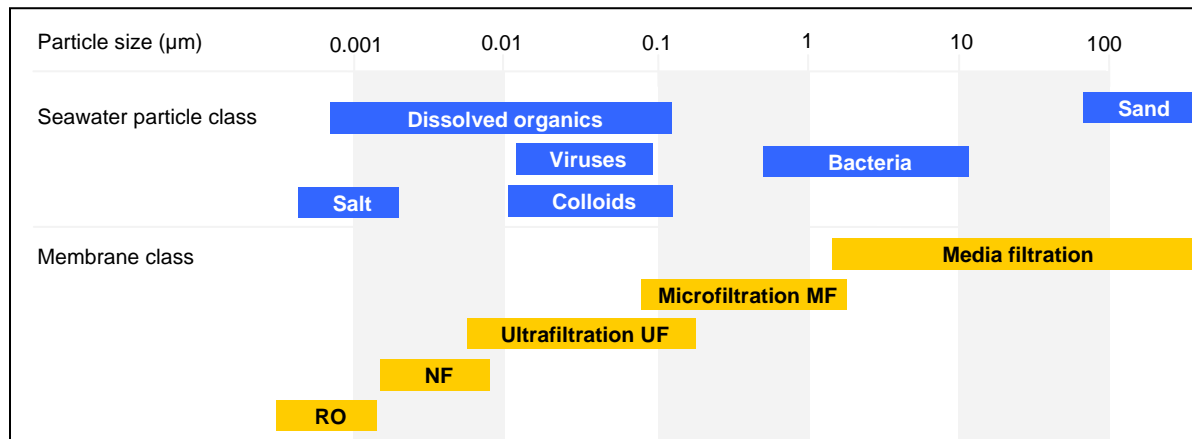 Particle size (µm) 0.001 0.01 0.1 1 10 100
Seawater particle class
Sand
Dissolved organics
Viruses
Bacteria
Salt
Colloids
Membrane class
Media filtration
Microfiltration MF
Ultrafiltration UF
NF
RO